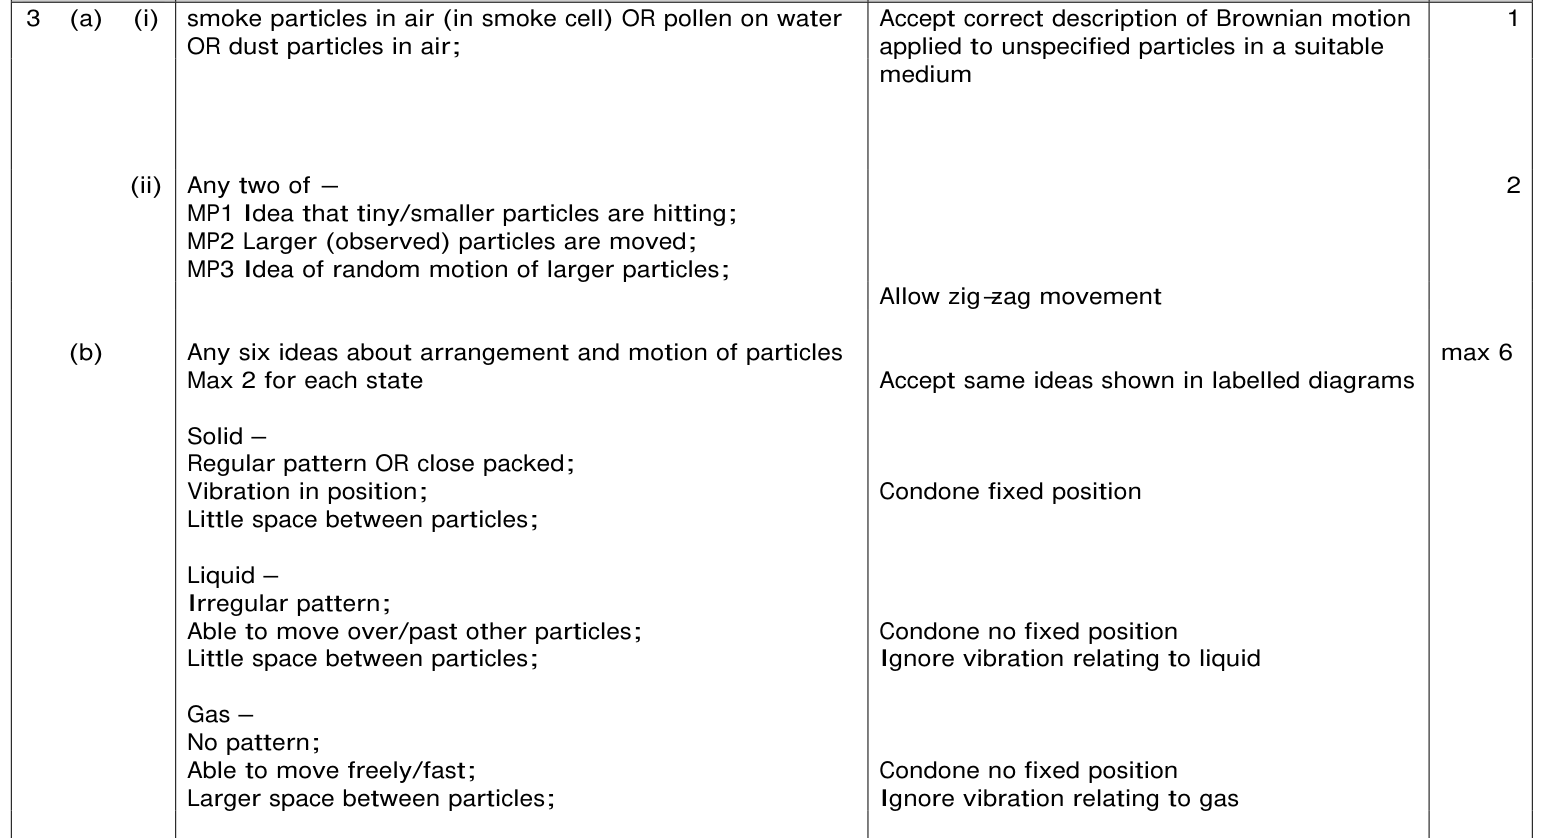 3 (a) (i) smoke particles in air (in smoke cell) OR pollen on water Accept correct description of Brownian motion 1
OR dust particles in air; applied to unspecified particles in a suitable
medium
(ii) Any two of – 2
MP1 Idea that tiny/smaller particles are hitting;
MP2 Larger (observed) particles are moved;
MP3 Idea of random motion of larger particles;
Allow zig–zag movement
(b) Any six ideas about arrangement and motion of particles max 6
Max 2 for each state Accept same ideas shown in labelled diagrams
Solid –
Regular pattern OR close packed;
Vibration in position; Condone fixed position
Little space between particles;
Liquid –
Irregular pattern;
Able to move over/past other particles; Condone no fixed position
Little space between particles; Ignore vibration relating to liquid
Gas –
No pattern;
Able to move freely/fast; Condone no fixed position
Larger space between particles; Ignore vibration relating to gas